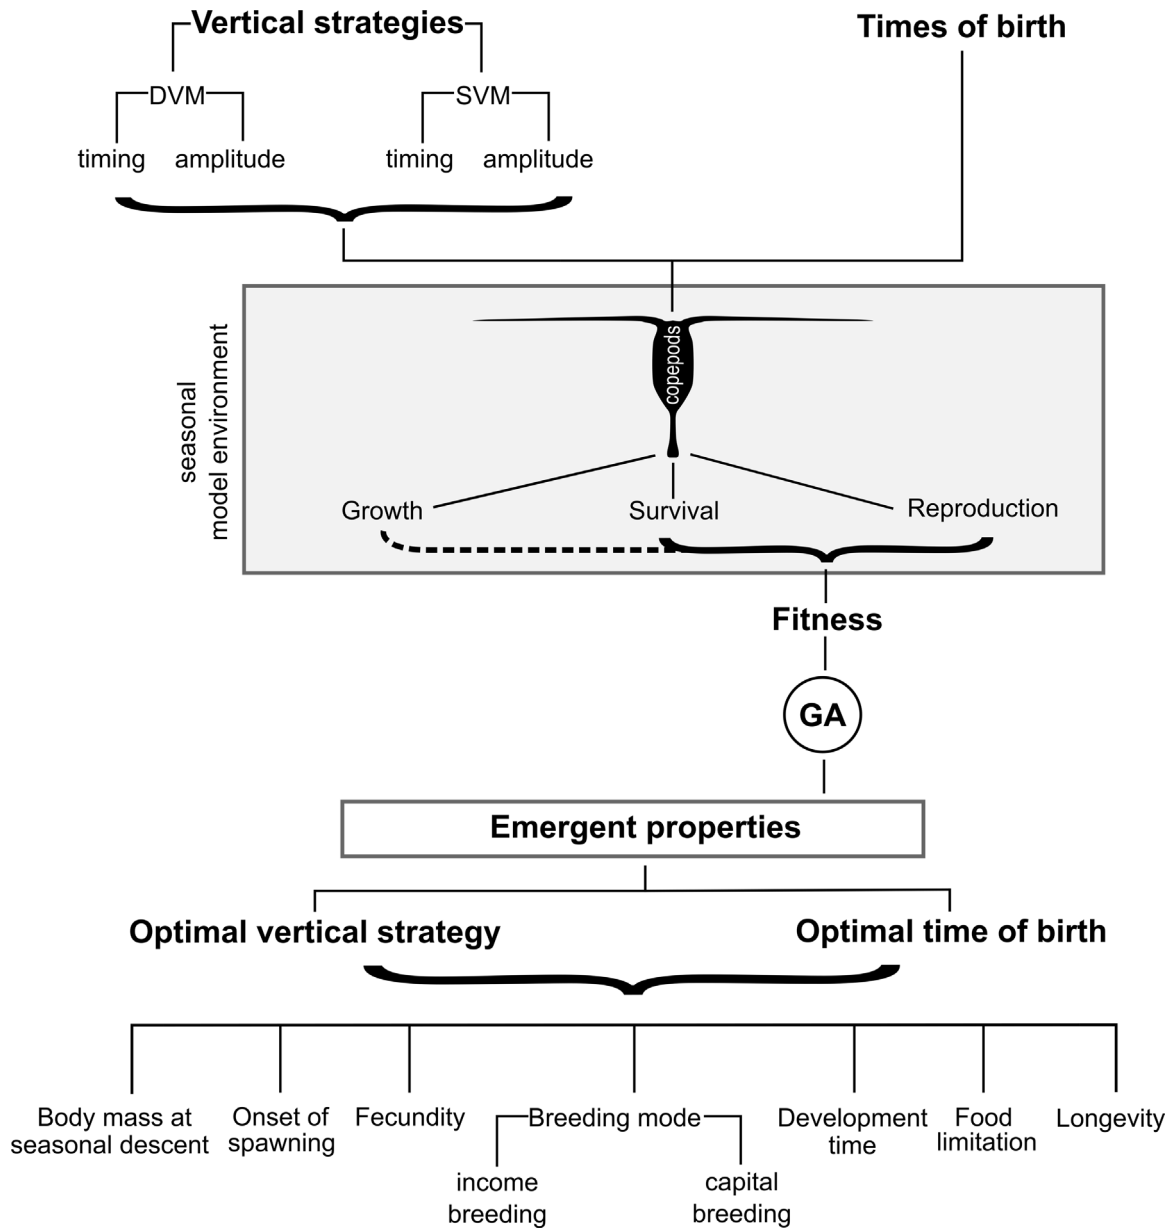 Vertical strategies
Times of birth
DVM
SVM
timing
amplitude
timing
amplitude
seasonal
model environment
copepods
Growth
Survival
Reproduction
Fitness
GA
Emergent properties
Optimal vertical strategy
Optimal time of birth
Body mass at
seasonal descent
Onset of
spawning
Fecundity
Breeding mode
income
breeding
capital
breeding
Development
time
Food
limitation
Longevity